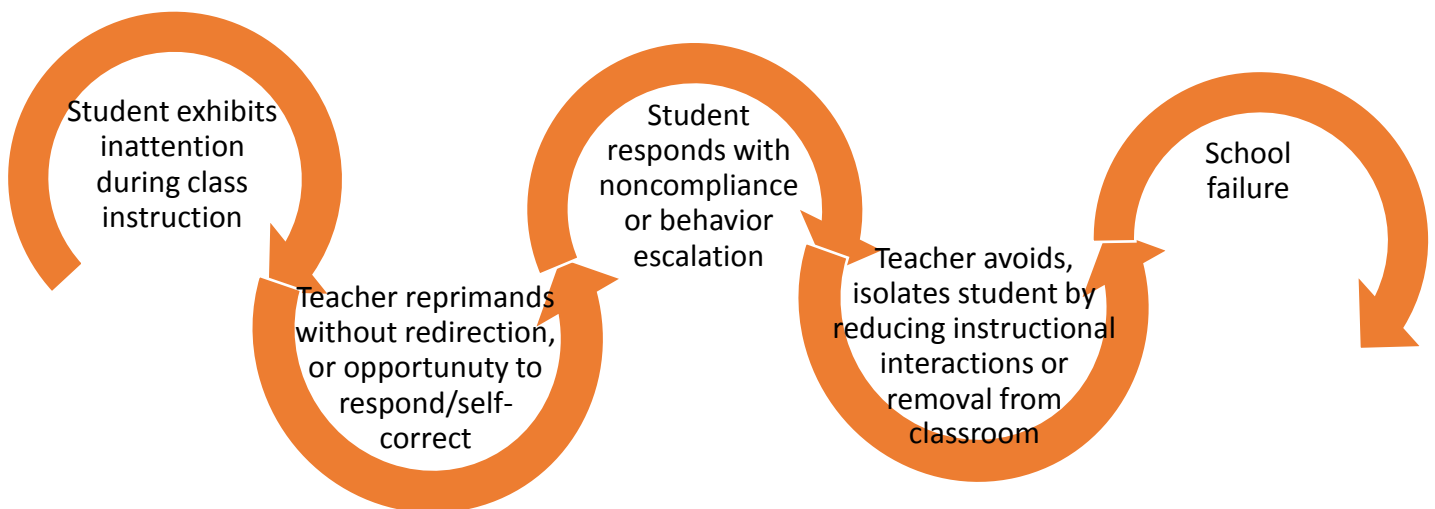 Student exhibits
inattention
during class
instruction
Teacher reprimands
without redirection,
or opportunuty to
respond/self-
correct
Student
responds with
noncompliance
or behavior
escalation
Teacher avoids,
isolates student by
reducing instructional
interactions or
removal from
classroom
School
failure